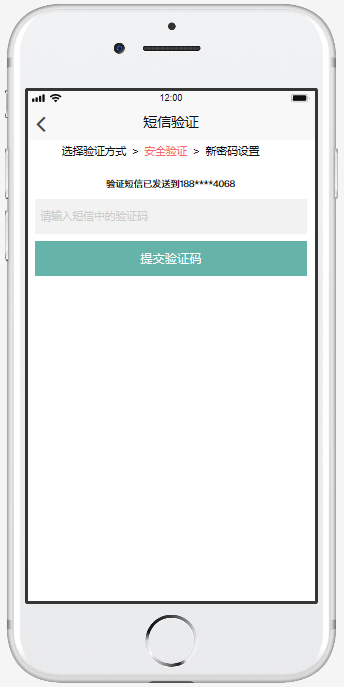 12:00
短信验证
选择验证方式 > 安全验证 > 新密码设置
验证短信已发送到188****4068
请输入短信中的验证码
提交验证码